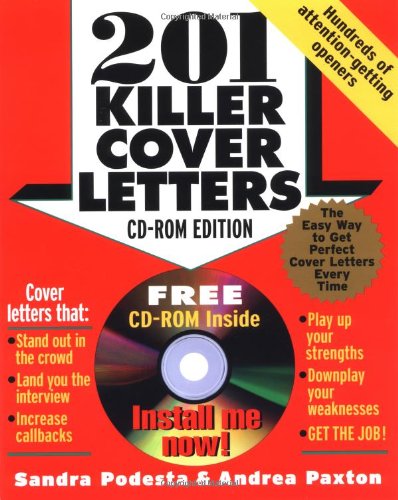 201
KILLER
COVER
LETTERS
CD-ROM EDITION
Hundreds of
attention-getting
openers
The
Easy Way
to Get
Perfect
Cover Letters
Every
Time
Cover
letters that:
• Stand out in
the crowd
• Land you the
interview
• Increase
callbacks
FREE
CD-ROM Inside
Install me
now!
• Play up
your
strengths
• Downplay
your
weaknesses
• GET THE JOB!
Sandra Podesta & Andrea Paxton